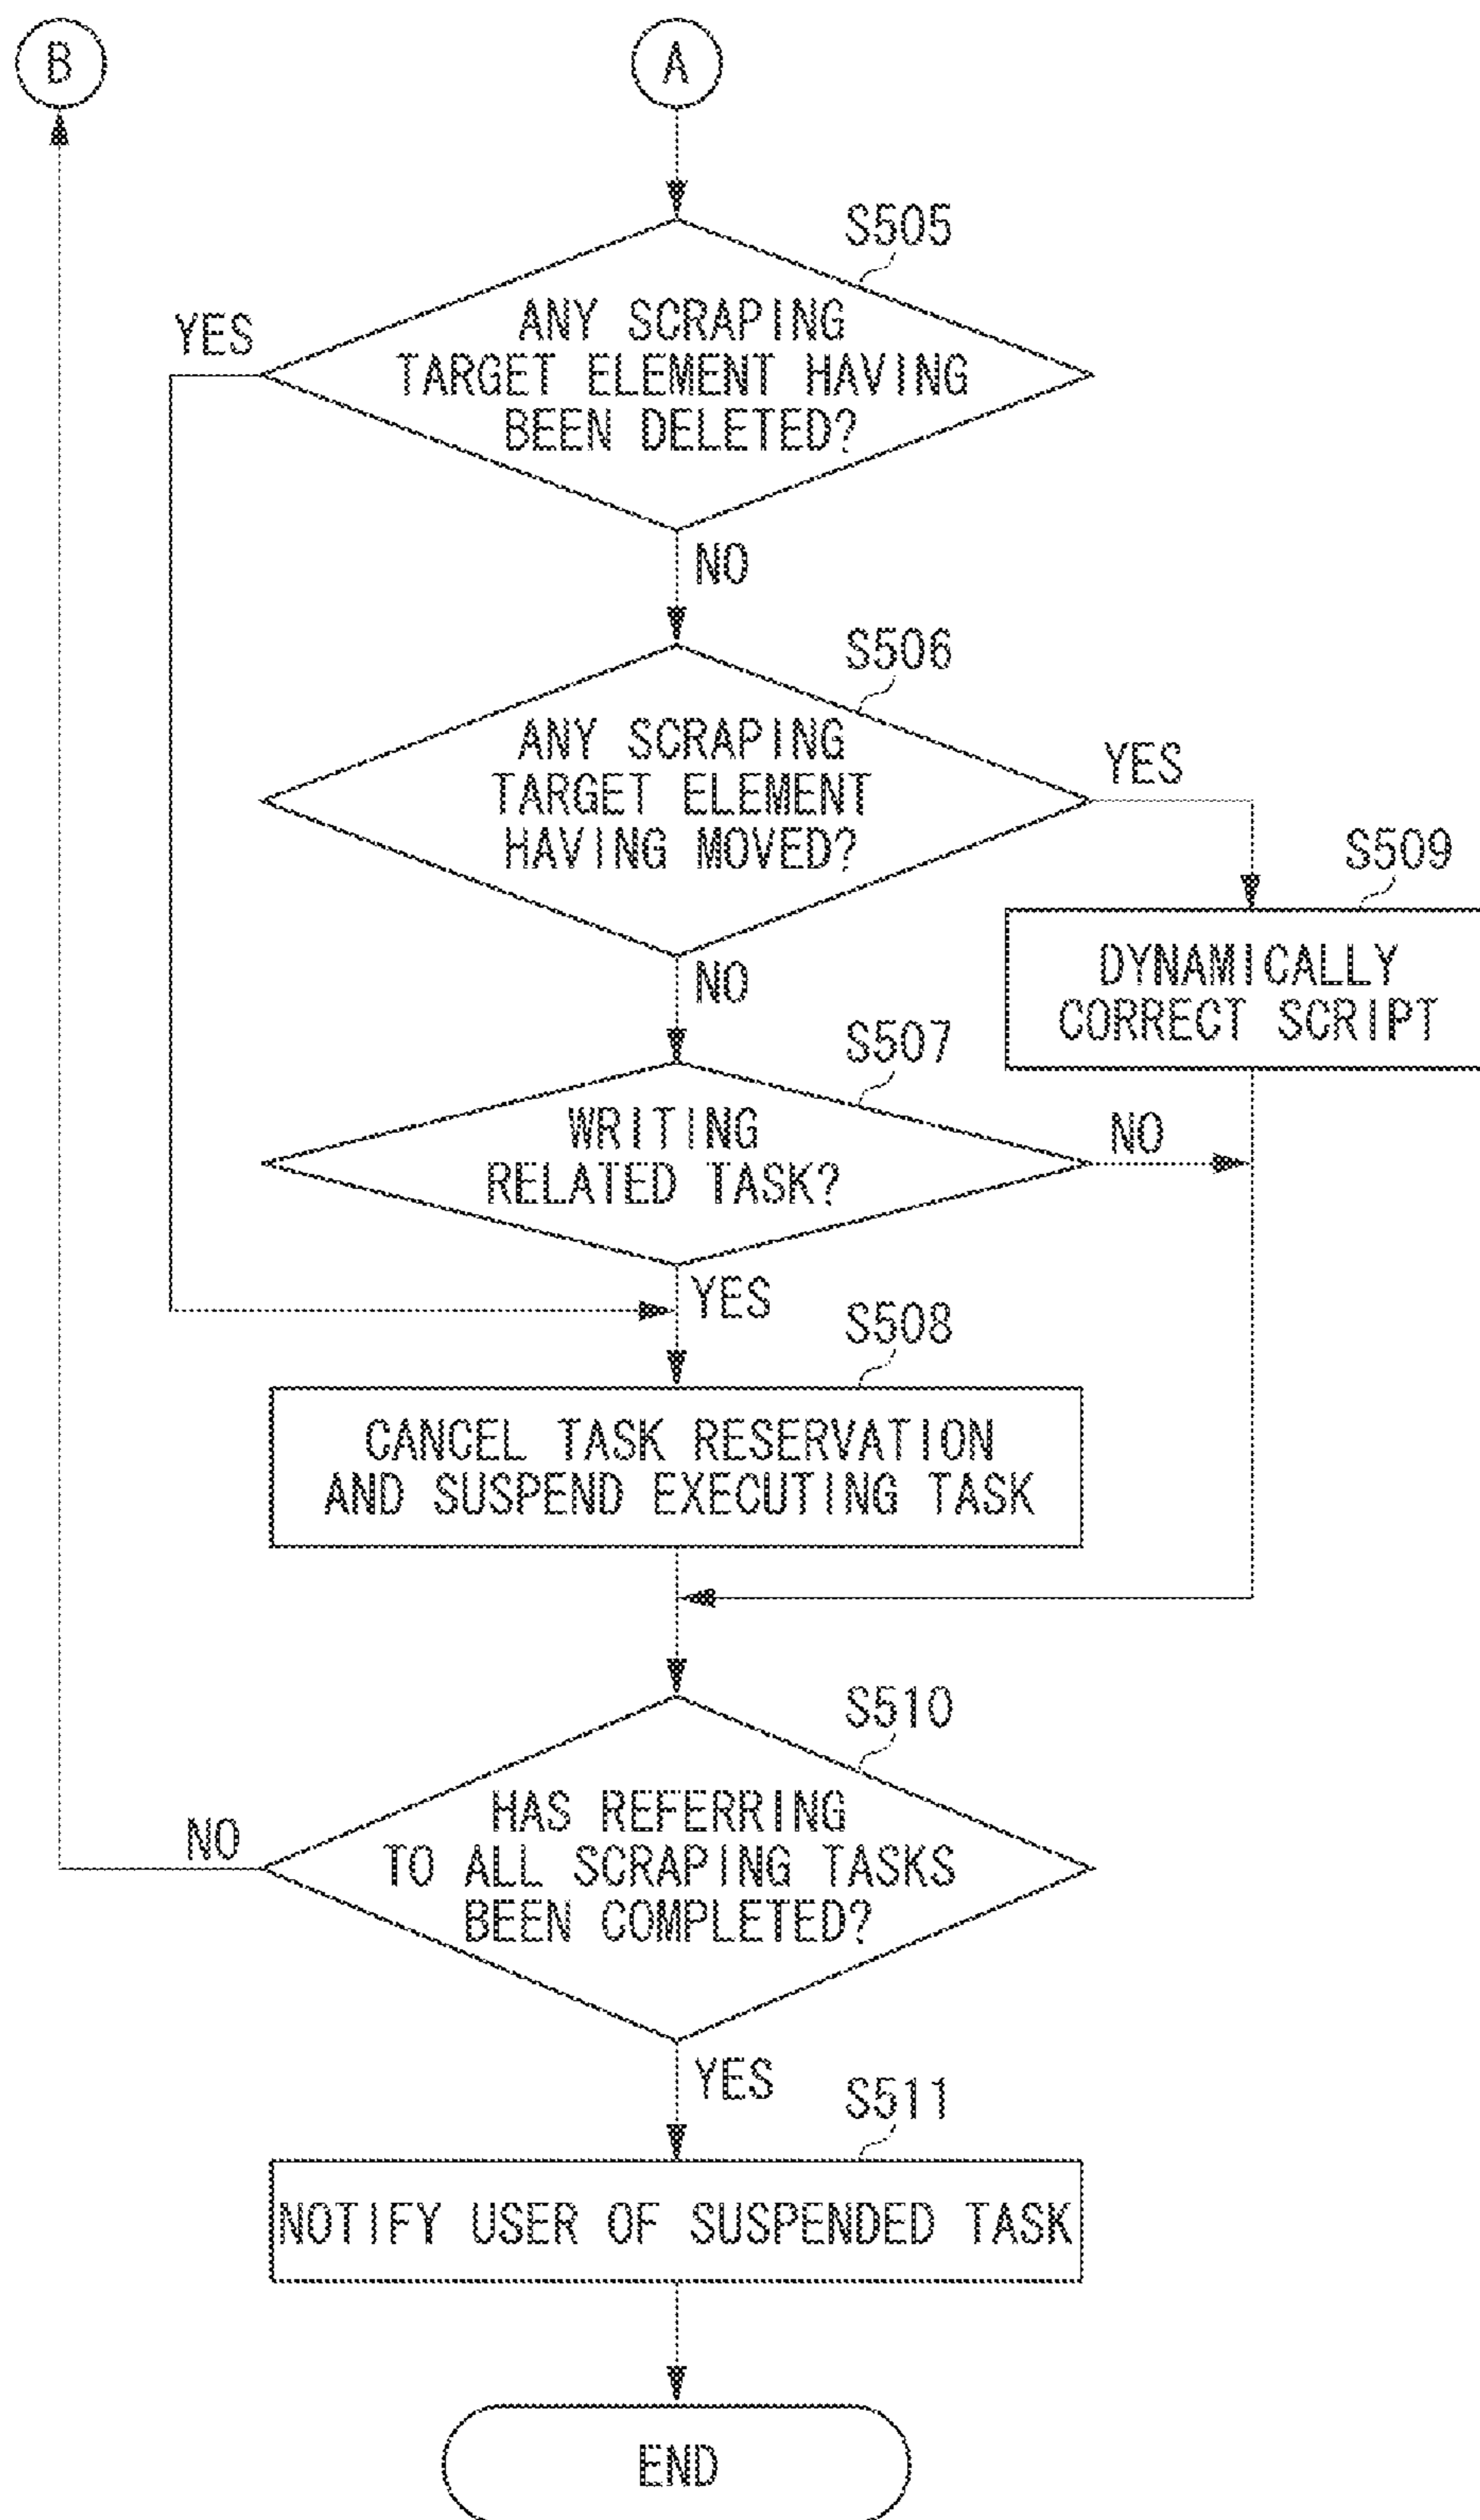 B
A
S505
ANY SCRAPING
TARGET ELEMENT HAVING
BEEN DELETED?
YES
NO
S506
ANY SCRAPING
TARGET ELEMENT
HAVING MOVED?
YES
S509
DYNAMICALLY
CORRECT SCRIPT
NO
S507
WRITING
RELATED TASK?
NO
YES
S508
CANCEL TASK RESERVATION
AND SUSPEND EXECUTING TASK
S510
HAS REFERRING
TO ALL SCRAPING TASKS
BEEN COMPLETED?
NO
YES
S511
NOTIFY USER OF SUSPENDED TASK
END